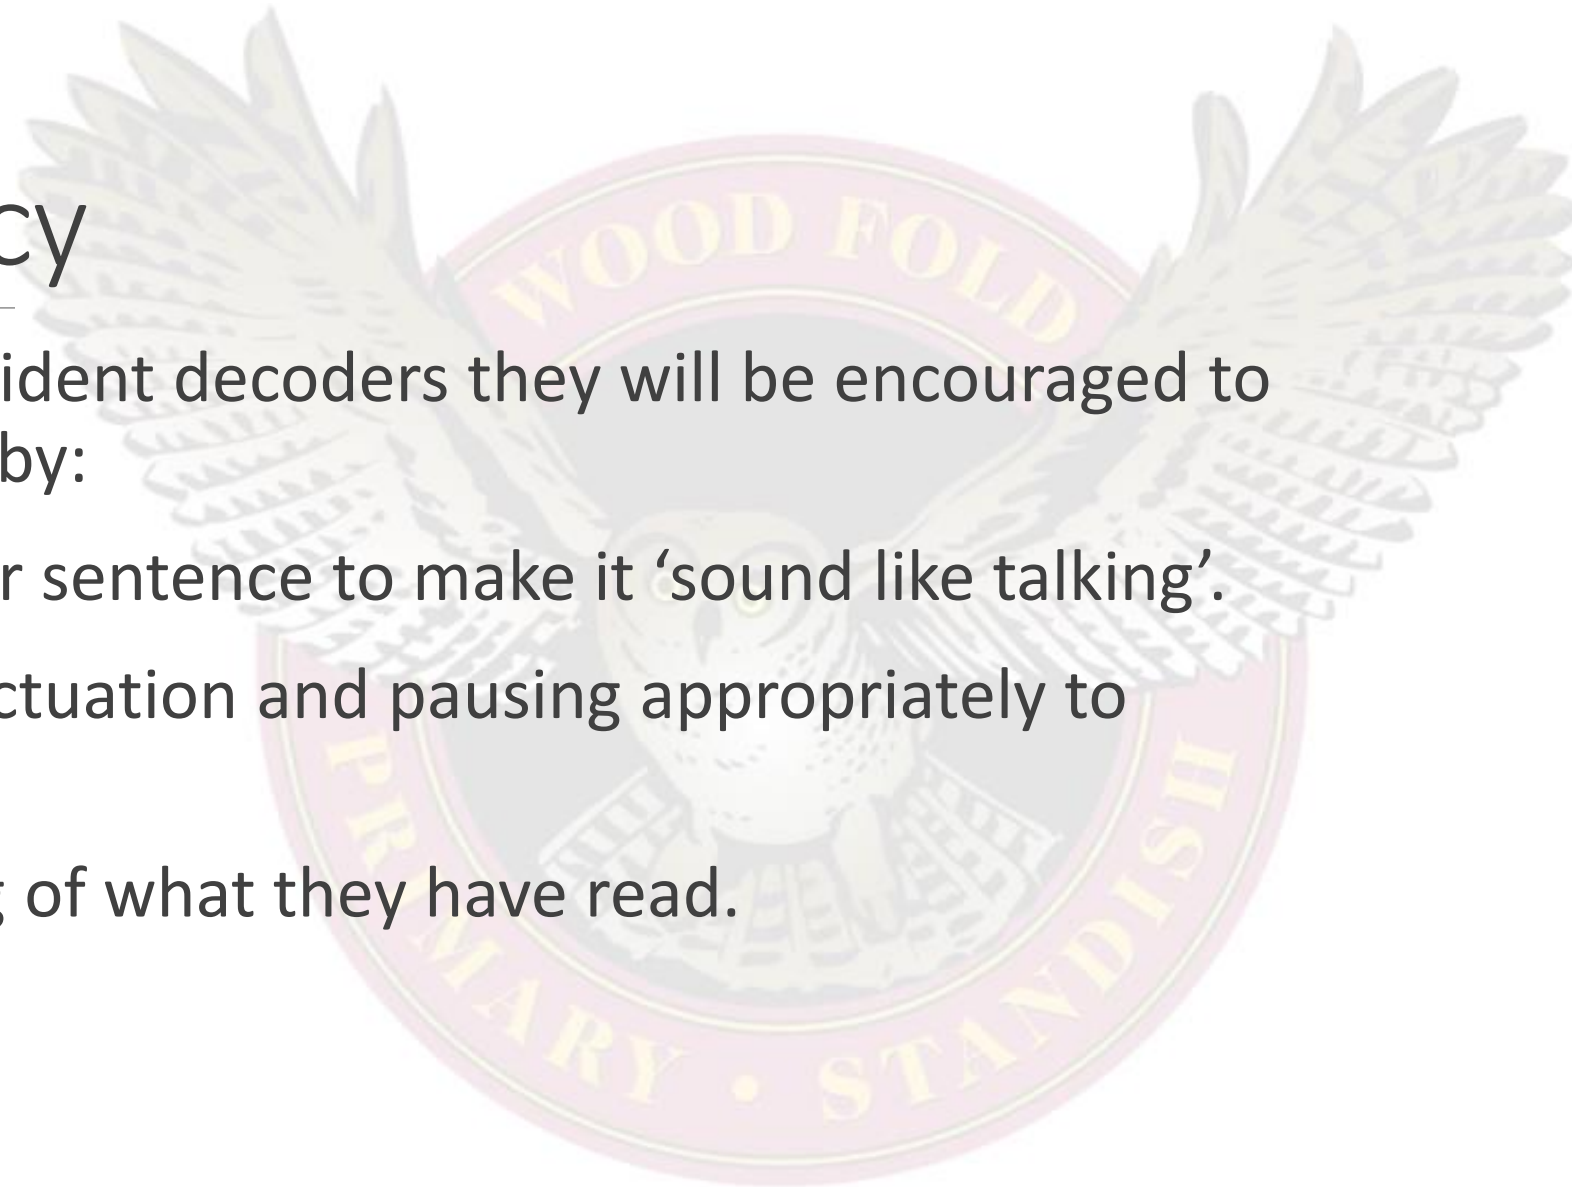 WOOD FOLD
cy
ident decoders they will be encouraged to
by:
r sentence to make it ‘sound like talking’.
ctuation and pausing appropriately to
g of what they have read.
PRIMARY • STANDISH